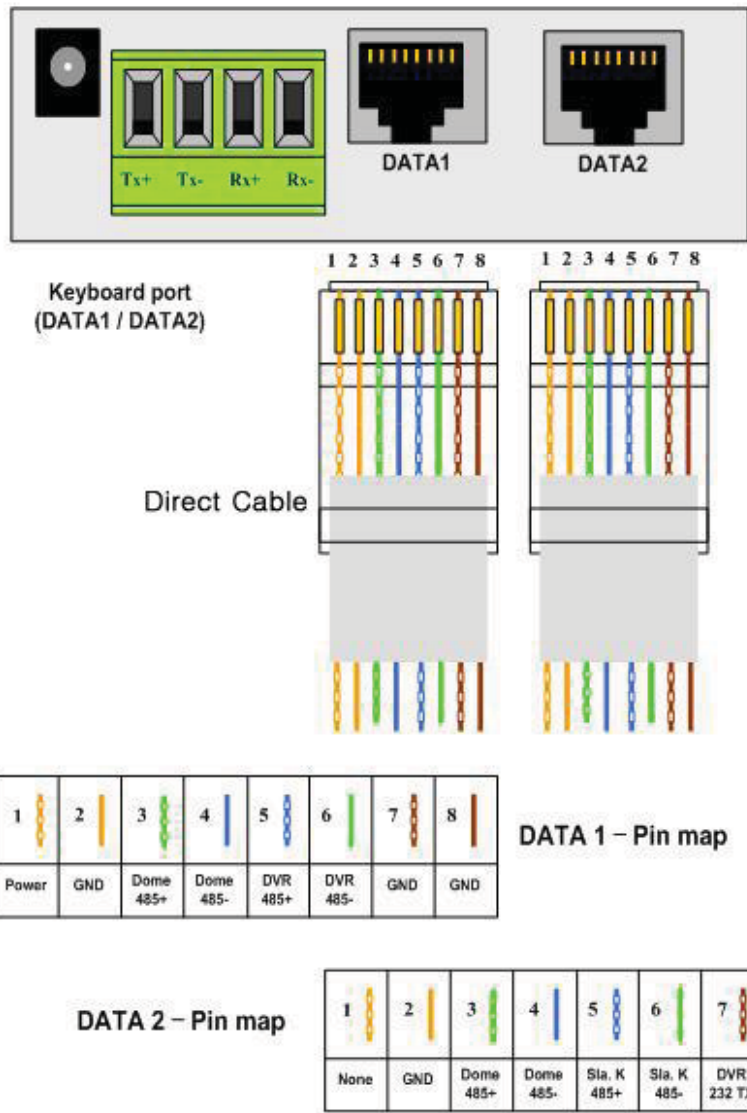 Tx+ Tx- Rx+ Rx-
DATA1 DATA2
1 2 3 4 5 6 7 8 1 2 3 4 5 6 7 8
Keyboard port
(DATA1 / DATA2)
Direct Cable
1 2 3 4 5 6 7 8
DATA 1 – Pin map
Power GND Dome 485+ Dome 485- DVR 485+ DVR 485- GND GND
DATA 2 – Pin map
1 2 3 4 5 6 7
None GND Dome 485+ Dome 485- Sla. K 485+ Sla. K 485- DVR 232